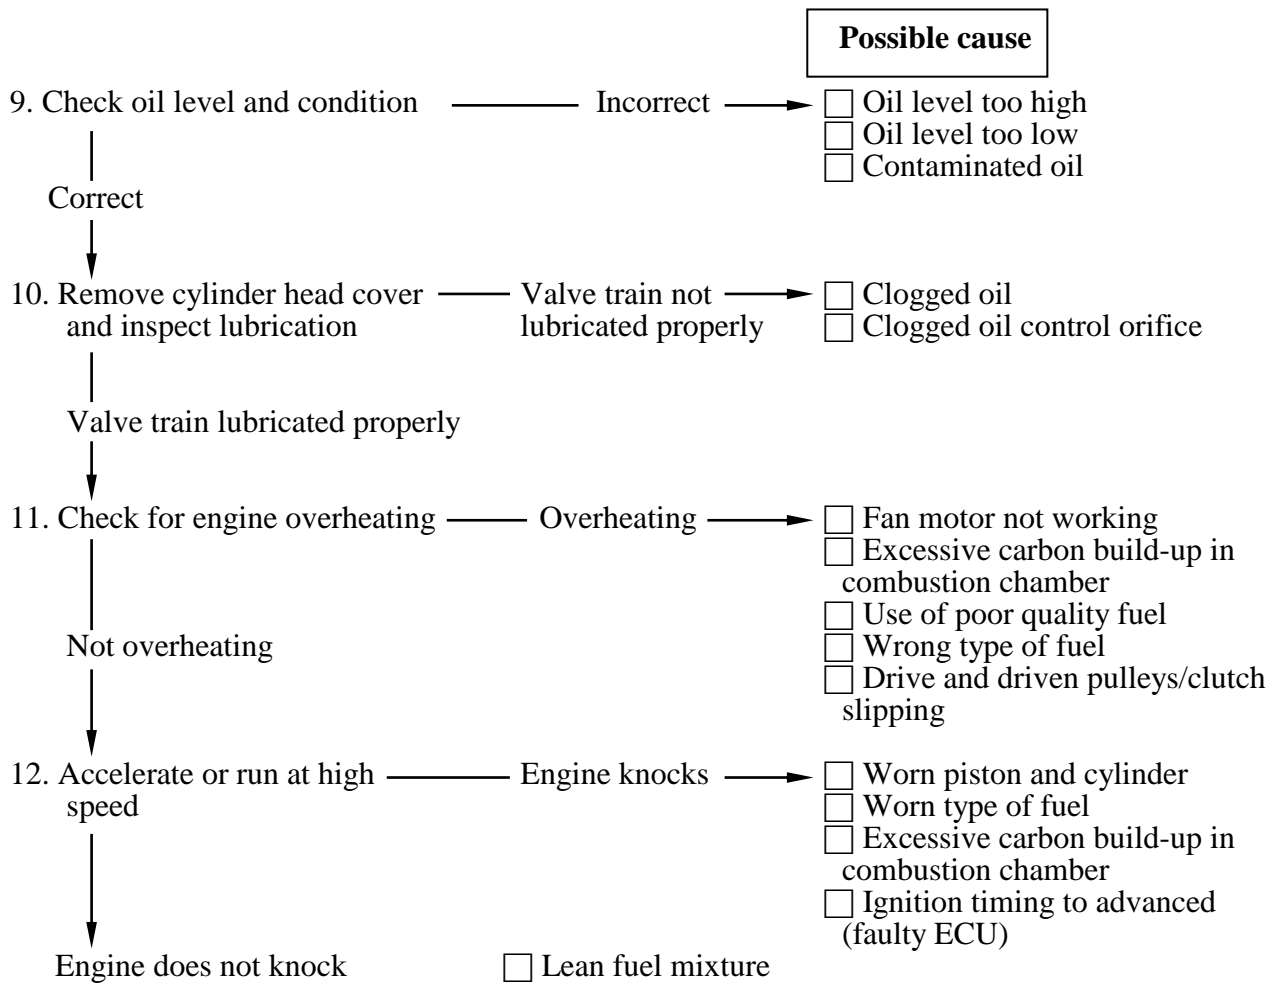 Possible cause
9. Check oil level and condition
Incorrect
Oil level too high
Oil level too low
Contaminated oil
Correct
10. Remove cylinder head cover
and inspect lubrication
Valve train not
lubricated properly
Clogged oil
Clogged oil control orifice
Valve train lubricated properly
11. Check for engine overheating
Overheating
Fan motor not working
Excessive carbon build-up in
combustion chamber
Use of poor quality fuel
Wrong type of fuel
Drive and driven pulleys/clutch
slipping
Not overheating
12. Accelerate or run at high
speed
Engine knocks
Worn piston and cylinder
Worn type of fuel
Excessive carbon build-up in
combustion chamber
Ignition timing to advanced
(faulty ECU)
Engine does not knock
Lean fuel mixture